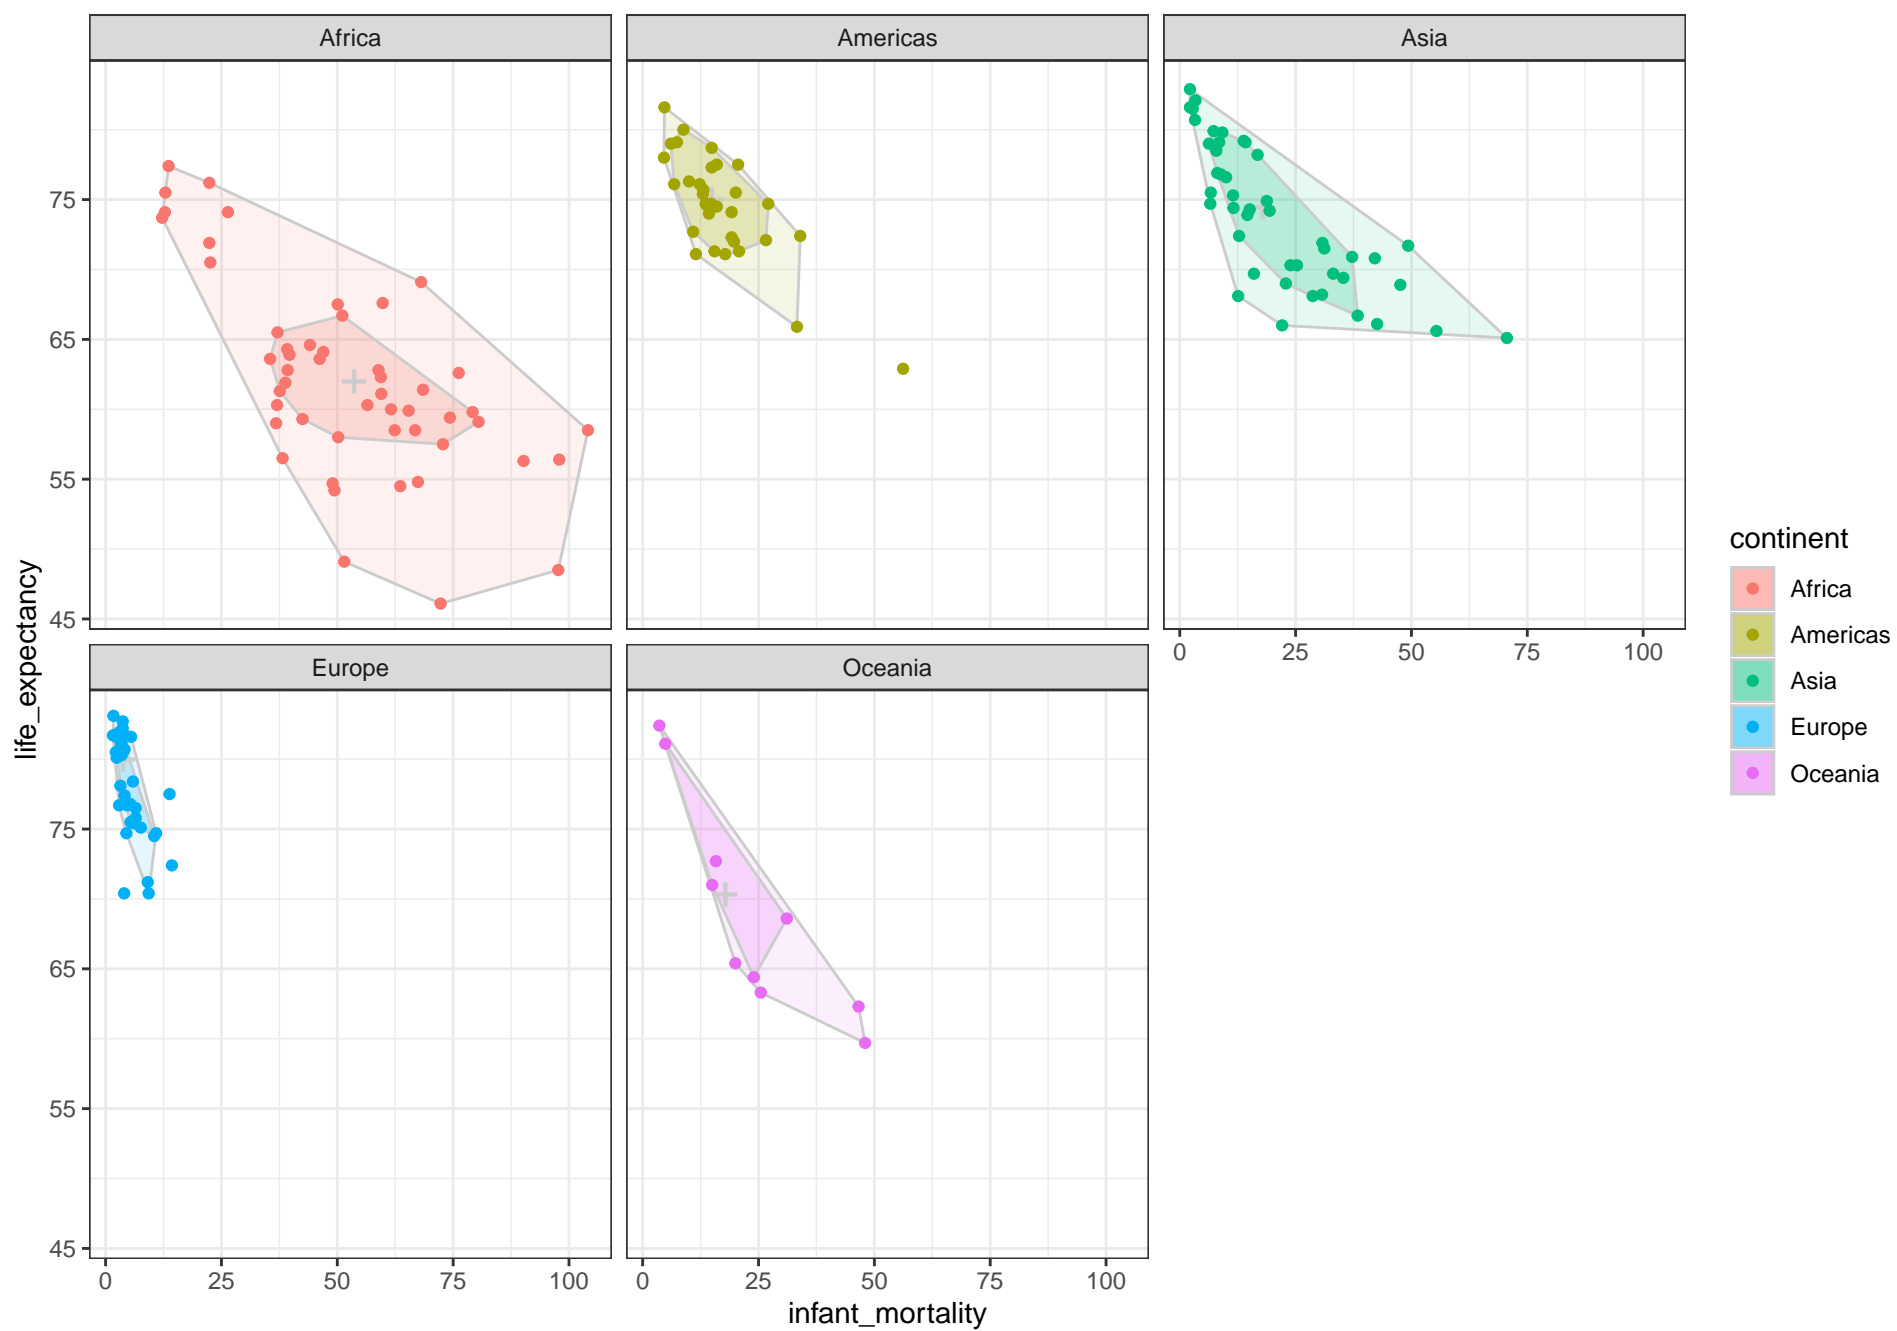 Africa
Americas
Asia
75
65
55
45
0 25 50 75 100
Europe
Oceania
75
65
55
45
0 25 50 75 100
0 25 50 75 100
infant_mortality
life_expectancy
continent
Africa
Americas
Asia
Europe
Oceania